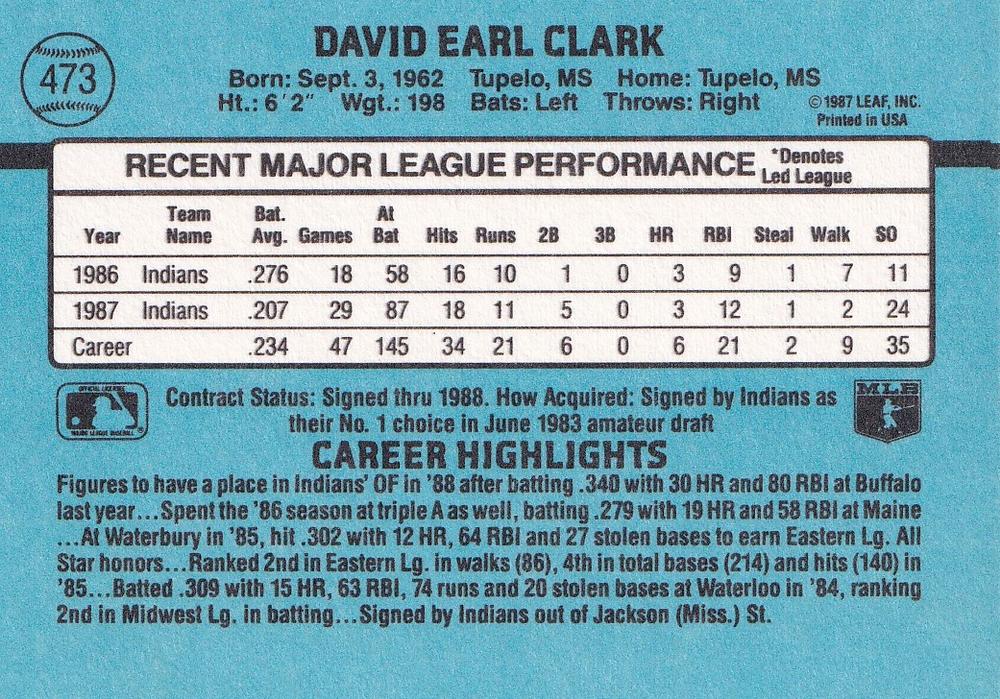 DAVID EARL CLARK
473
Born: Sept. 3, 1962 Tupelo, MS Home: Tupelo, MS
Ht.: 6'2" Wgt.: 198 Bats: Left Throws: Right
©1987 LEAF, INC.
Printed in USA
RECENT MAJOR LEAGUE PERFORMANCE *Denotes
Led League
Year Team Name Bat. Avg. Games At Bat Hits Runs 2B 3B HR RBI Steal Walk SO
1986 Indians .276 18 58 16 10 1 0 3 9 1 7 11
1987 Indians .207 29 87 18 11 5 0 3 12 1 2 24
Career .234 47 145 34 21 6 0 6 21 2 9 35
OFFICIAL LICENSEE
MAJOR LEAGUE BASEBALL
Contract Status: Signed thru 1988. How Acquired: Signed by Indians as
their No. 1 choice in June 1983 amateur draft
MLB
CAREER HIGHLIGHTS
Figures to have a place in Indians' OF in '88 after batting .340 with 30 HR and 80 RBI at Buffalo
last year...Spent the '86 season at triple A as well, batting .279 with 19 HR and 58 RBI at Maine
...At Waterbury in '85, hit .302 with 12 HR, 64 RBI and 27 stolen bases to earn Eastern Lg. All
Star honors...Ranked 2nd in Eastern Lg. in walks (86), 4th in total bases (214) and hits (140) in
'85...Batted .309 with 15 HR, 63 RBI, 74 runs and 20 stolen bases at Waterloo in '84, ranking
2nd in Midwest Lg. in batting...Signed by Indians out of Jackson (Miss.) St.